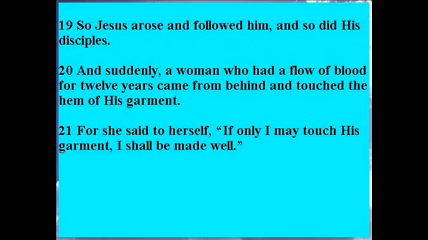 19 So Jesus arose and followed him, and so did His
disciples.
20 And suddenly, a woman who had a flow of blood
for twelve years came from behind and touched the
hem of His garment.
21 For she said to herself, “If only I may touch His
garment, I shall be made well.”